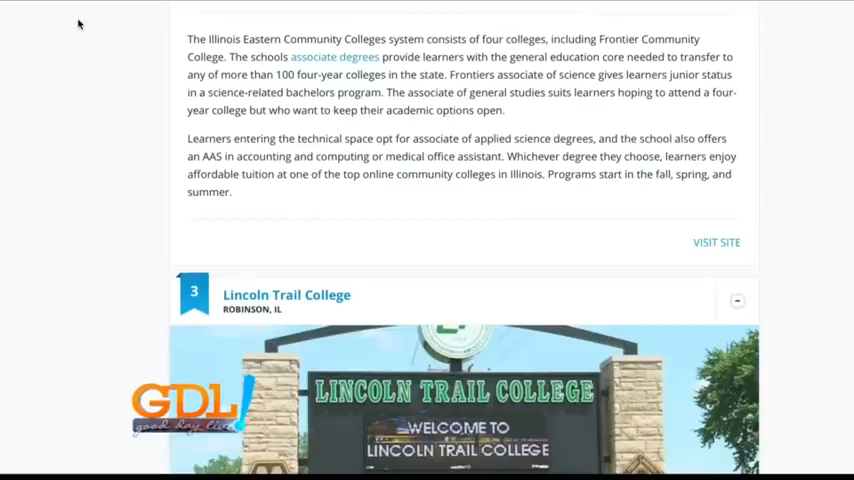 The Illinois Eastern Community Colleges system consists of four colleges, including Frontier Community
College. The schools associate degrees provide learners with the general education core needed to transfer to
any of more than 100 four-year colleges in the state. Frontiers associate of science gives learners junior status
in a science-related bachelors program. The associate of general studies suits learners hoping to attend a four-
year college but who want to keep their academic options open.
Learners entering the technical space opt for associate of applied science degrees, and the school also offers
an AAS in accounting and computing or medical office assistant. Whichever degree they choose, learners enjoy
affordable tuition at one of the top online community colleges in Illinois. Programs start in the fall, spring, and
summer.
VISIT SITE
3
Lincoln Trail College
ROBINSON, IL
LINCOLN TRAIL COLLEGE
WELCOME TO
LINCOLN TRAIL COLLEGE
GDL!
good day live